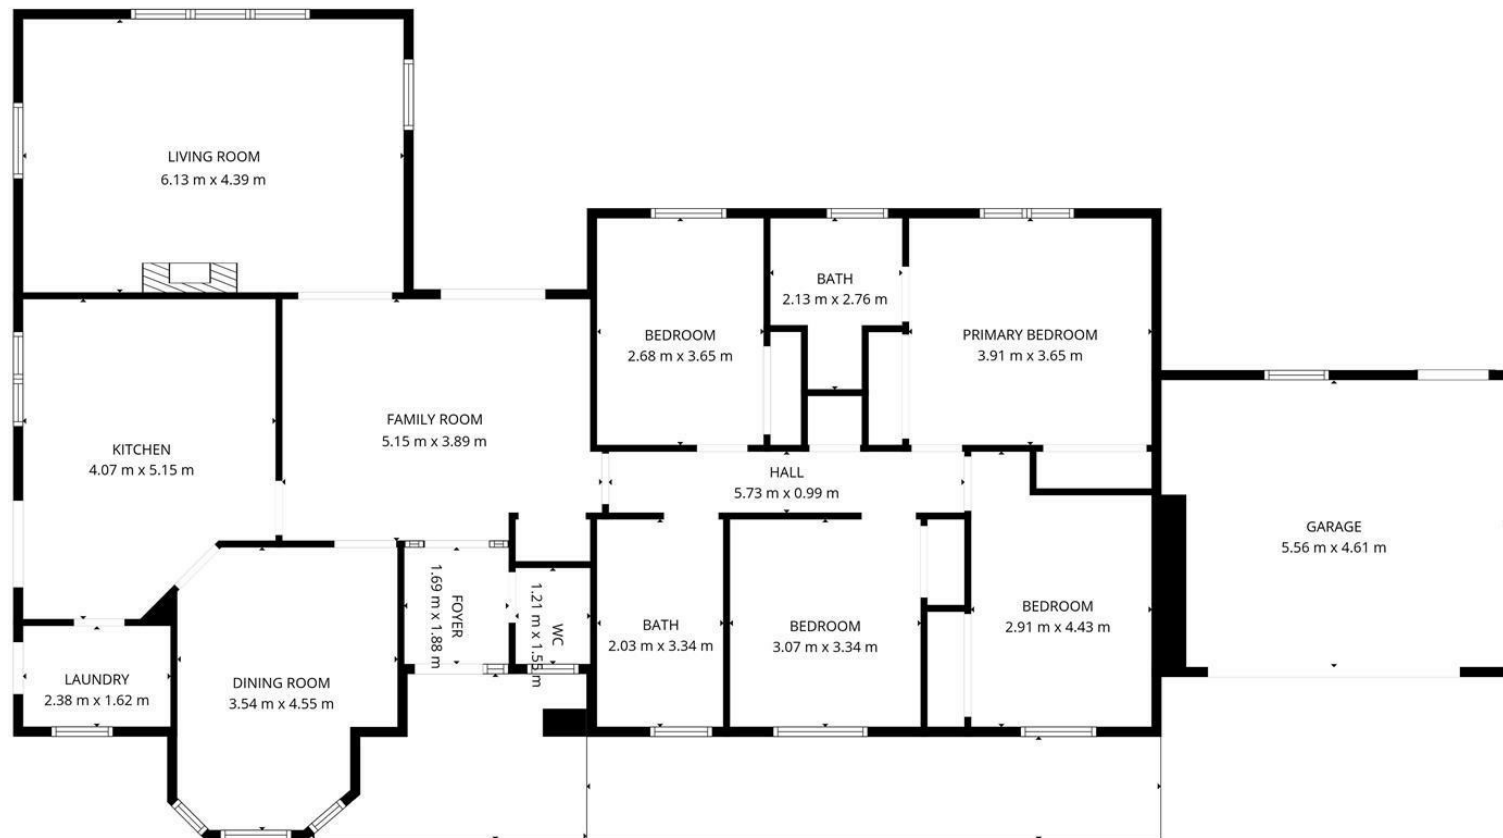 LIVING ROOM
6.13 m x 4.39 m
BATH
2.13 m x 2.76 m
BEDROOM
2.68 m x 3.65 m
PRIMARY BEDROOM
3.91 m x 3.65 m
FAMILY ROOM
5.15 m x 3.89 m
KITCHEN
4.07 m x 5.15 m
HALL
5.73 m x 0.99 m
GARAGE
5.56 m x 4.61 m
FOYER
1.69 m x 1.88 m
WC
1.21 m x 1.55 m
BATH
2.03 m x 3.34 m
BEDROOM
3.07 m x 3.34 m
BEDROOM
2.91 m x 4.43 m
LAUNDRY
2.38 m x 1.62 m
DINING ROOM
3.54 m x 4.55 m